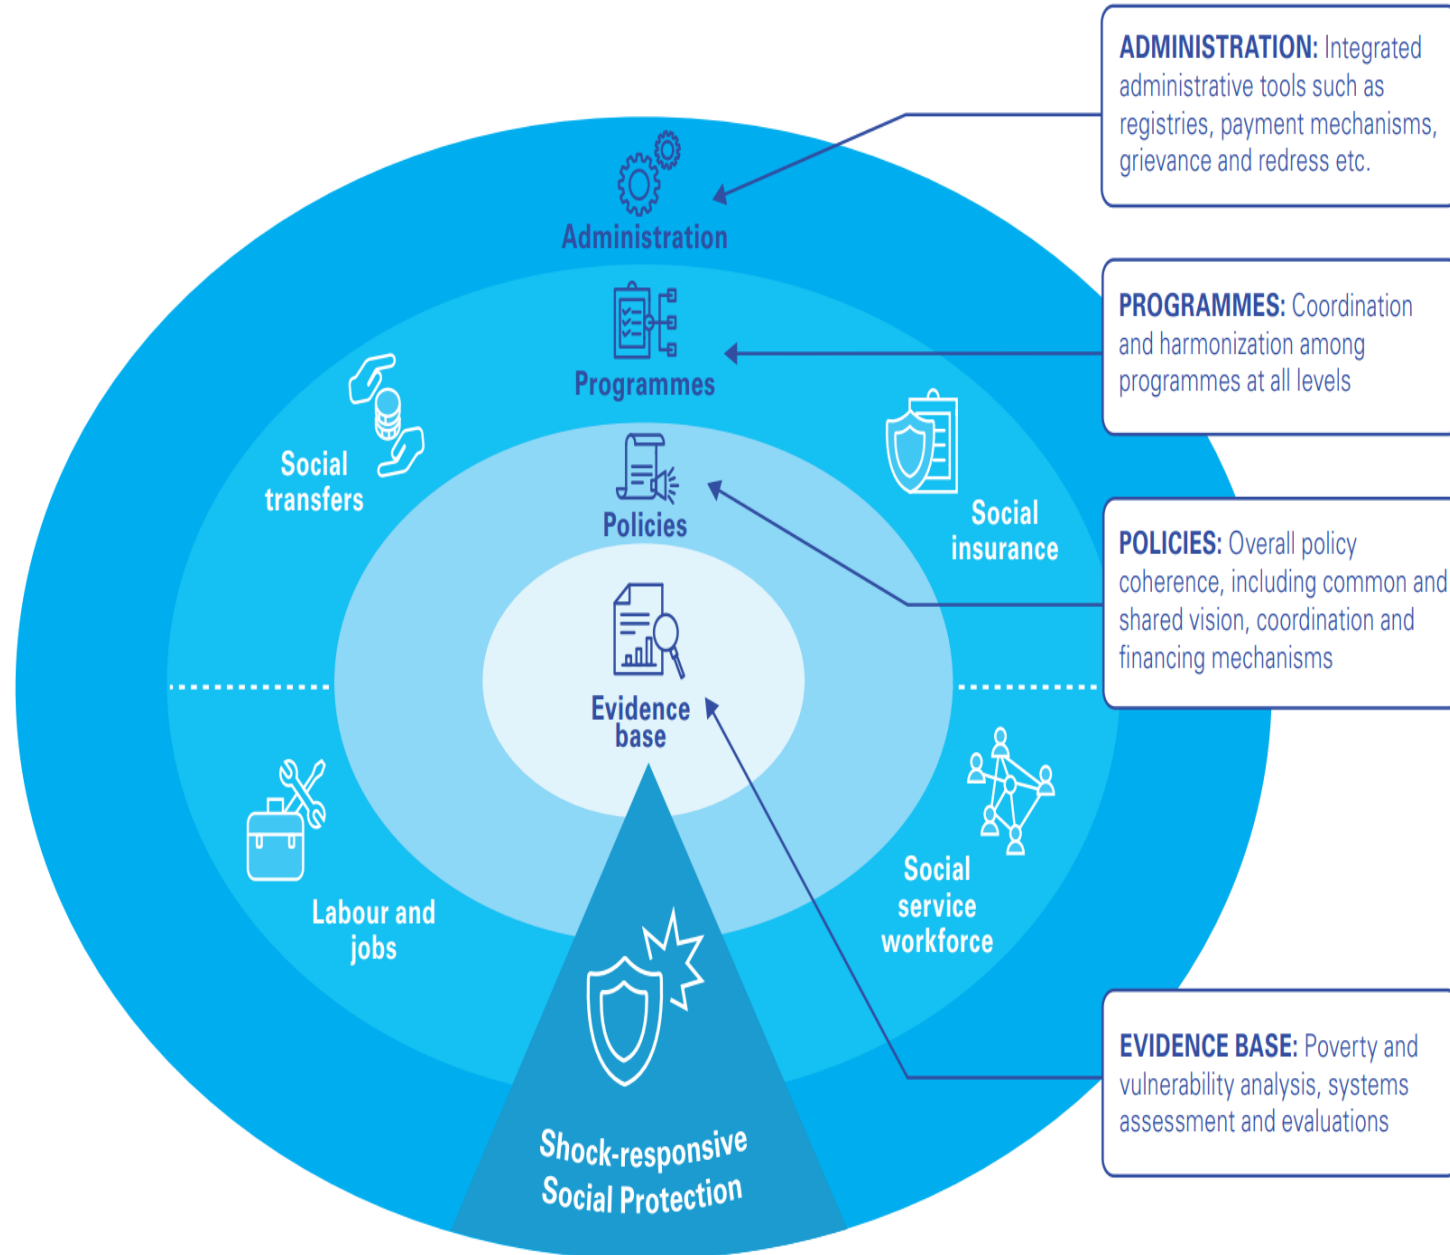 ADMINISTRATION: Integrated
administrative tools such as
registries, payment mechanisms,
grievance and redress etc.
Administration
PROGRAMMES: Coordination
and harmonization among
programmes at all levels
Programmes
Social
transfers
Social
insurance
Policies
POLICIES: Overall policy
coherence, including common and
shared vision, coordination and
financing mechanisms
Evidence
base
Labour and
jobs
Social
service
workforce
EVIDENCE BASE: Poverty and
vulnerability analysis, systems
assessment and evaluations
Shock-responsive
Social Protection